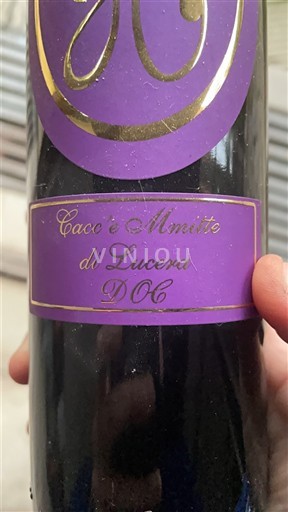 Cacc'e Mmitte
VINIOU
di Lucera
DOC